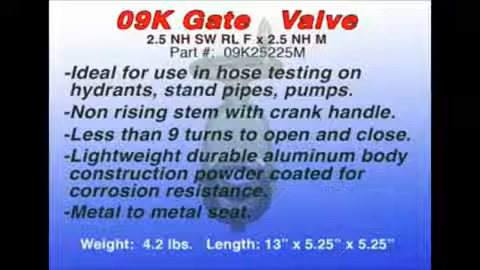 09K Gate Valve
2.5 NH SW RL F x 2.5 NH M
Part #: 09K25225M
-Ideal for use in hose testing on
hydrants, stand pipes, pumps.
-Non rising stem with crank handle.
-Less than 9 turns to open and close.
-Lightweight durable aluminum body
construction powder coated for
corrosion resistance.
-Metal to metal seat.
Weight: 4.2 lbs. Length: 13” x 5.25” x 5.25”